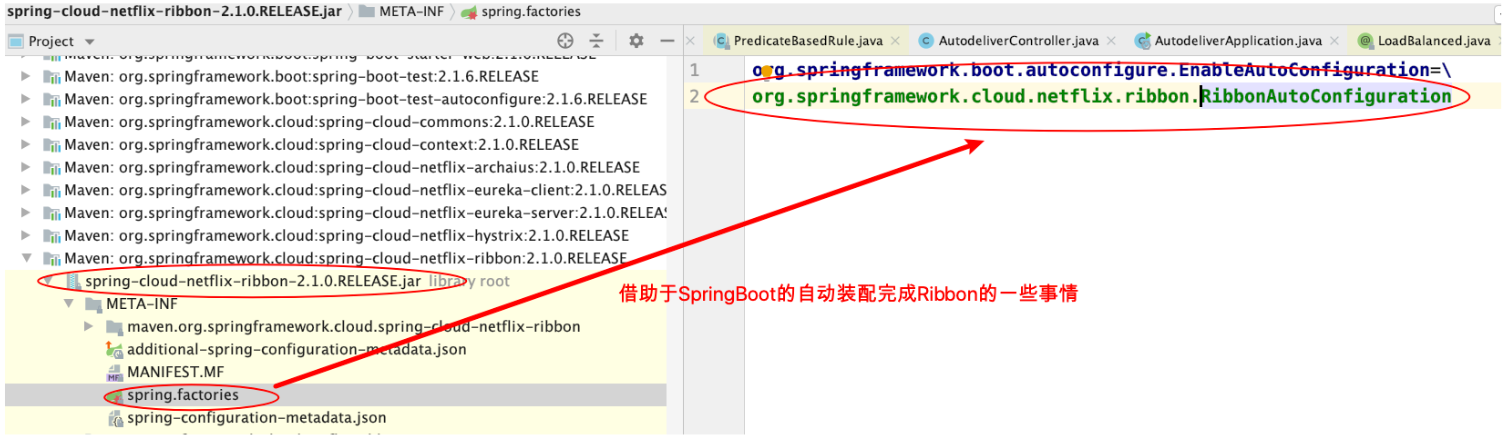 spring-cloud-netflix-ribbon-2.1.0.RELEASE.jar META-INF spring.factories
Project
PredicateBasedRule.java AutodeliverController.java AutodeliverApplication.java LoadBalanced.java
Maven: org.springframework.boot:spring-boot-starter-web:2.1.6.RELEASE
Maven: org.springframework.boot:spring-boot-test:2.1.6.RELEASE
Maven: org.springframework.boot:spring-boot-test-autoconfigure:2.1.6.RELEASE
Maven: org.springframework.cloud:spring-cloud-commons:2.1.0.RELEASE
Maven: org.springframework.cloud:spring-cloud-context:2.1.0.RELEASE
Maven: org.springframework.cloud:spring-cloud-netflix-archaius:2.1.0.RELEASE
Maven: org.springframework.cloud:spring-cloud-netflix-eureka-client:2.1.0.RELEAS
Maven: org.springframework.cloud:spring-cloud-netflix-eureka-server:2.1.0.RELEA
Maven: org.springframework.cloud:spring-cloud-netflix-hystrix:2.1.0.RELEASE
Maven: org.springframework.cloud:spring-cloud-netflix-ribbon:2.1.0.RELEASE
spring-cloud-netflix-ribbon-2.1.0.RELEASE.jar library root
META-INF
maven.org.springframework.cloud.spring-cloud-netflix-ribbon
additional-spring-configuration-metadata.json
MANIFEST.MF
spring.factories
spring-configuration-metadata.json
1 org.springframework.boot.autoconfigure.EnableAutoConfiguration=\
2 org.springframework.cloud.netflix.ribbon.RibbonAutoConfiguration
借助于SpringBoot的自动装配完成Ribbon的一些事情